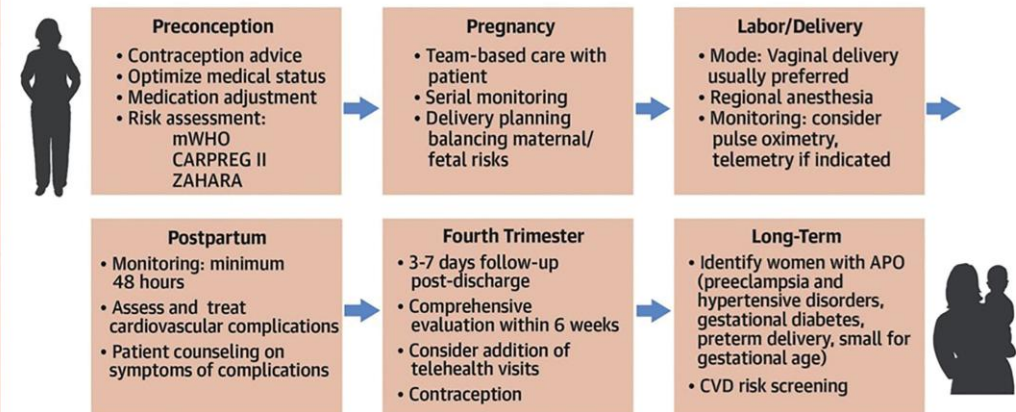 Preconception
• Contraception advice
• Optimize medical status
• Medication adjustment
• Risk assessment:
mWHO
CARPREG II
ZAHARA
Pregnancy
• Team-based care with
patient
• Serial monitoring
• Delivery planning
balancing maternal/
fetal risks
Labor/Delivery
• Mode: Vaginal delivery
usually preferred
• Regional anesthesia
• Monitoring: consider
pulse oximetry,
telemetry if indicated
Postpartum
• Monitoring: minimum
48 hours
• Assess and treat
cardiovascular complications
• Patient counseling on
symptoms of complications
Fourth Trimester
• 3-7 days follow-up
post-discharge
• Comprehensive
evaluation within 6 weeks
• Consider addition of
telehealth visits
• Contraception
Long-Term
• Identify women with APO
(preeclampsia and
hypertensive disorders,
gestational diabetes,
preterm delivery, small for
gestational age)
• CVD risk screening